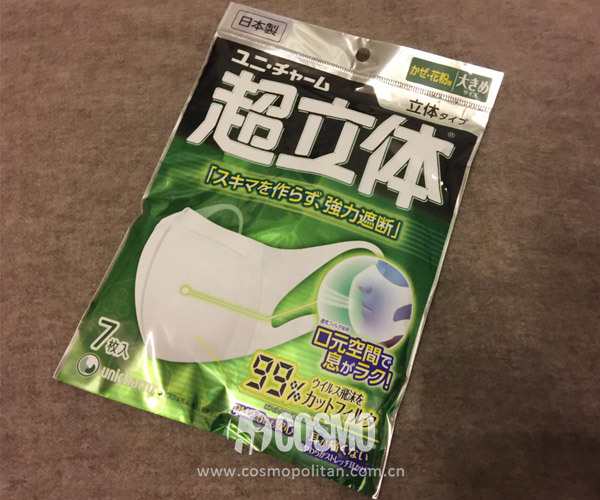 日本製
ユニ・チャーム
かぜ・花粉用
大きめ
サイズ
立体タイプ
超立体®
「スキマを作らず、強力遮断」
口元空間で
息がラク!
7枚入
unicharm
99%
ウイルス飛沫を
カットフィルタ
COSMO
www.cosmopolitan.com.cn